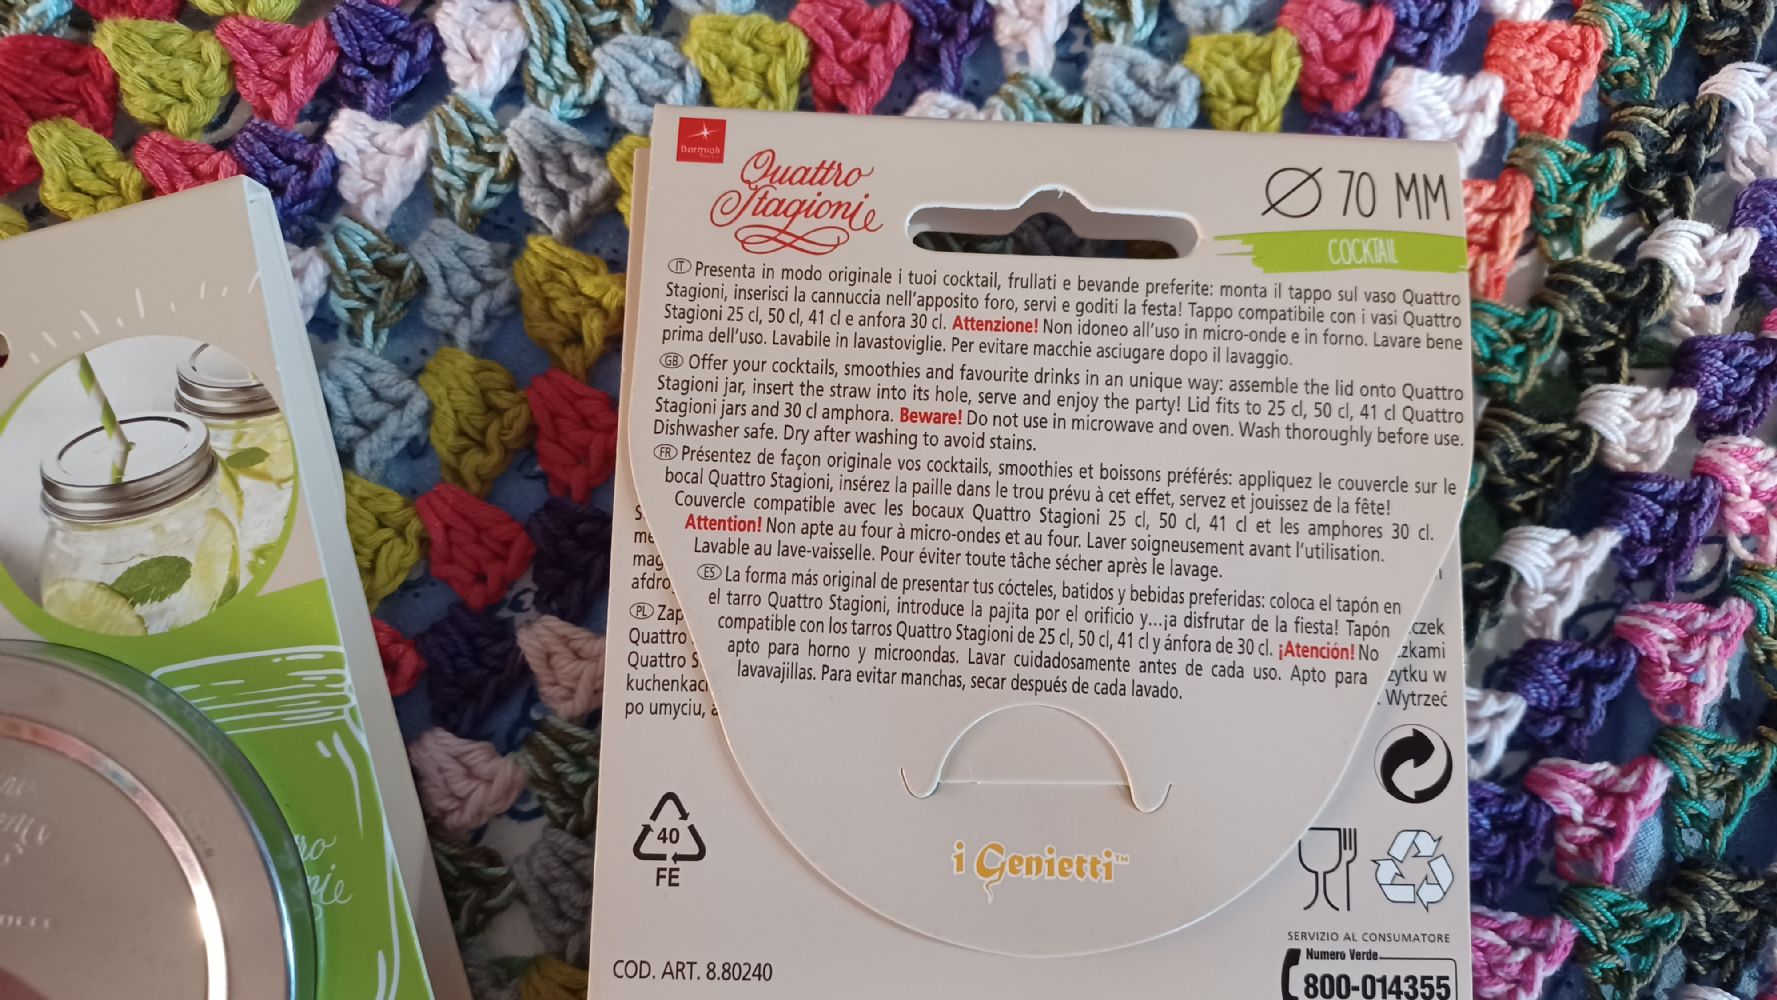 Bormioli
Quattro
Stagioni
Ø 70 MM
COCKTAIL
IT Presenta in modo originale i tuoi cocktail, frullati e bevande preferite: monta il tappo sul vaso Quattro
Stagioni, inserisci la cannuccia nell'apposito foro, servi e goditi la festa! Tappo compatibile con i vasi Quattro
Stagioni 25 cl, 50 cl, 41 cl e anfora 30 cl. Attenzione! Non idoneo all'uso in micro-onde e in forno. Lavare bene
prima dell'uso. Lavabile in lavastoviglie. Per evitare macchie asciugare dopo il lavaggio.
GB Offer your cocktails, smoothies and favourite drinks in an unique way: assemble the lid onto Quattro
Stagioni jar, insert the straw into its hole, serve and enjoy the party! Lid fits to 25 cl, 50 cl, 41 cl Quattro
Stagioni jars and 30 cl amphora. Beware! Do not use in microwave and oven. Wash thoroughly before use.
Dishwasher safe. Dry after washing to avoid stains.
FR Présentez de façon originale vos cocktails, smoothies et boissons préférés: appliquez le couvercle sur le
bocal Quattro Stagioni, insérez la paille dans le trou prévu à cet effet, servez et jouissez de la fête!
Couvercle compatible avec les bocaux Quattro Stagioni 25 cl, 50 cl, 41 cl et les amphores 30 cl.
Attention! Non apte au four à micro-ondes et au four. Laver soigneusement avant l'utilisation.
Lavable au lave-vaisselle. Pour éviter toute tâche sécher après le lavage.
ES La forma más original de presentar tus cócteles, batidos y bebidas preferidas: coloca el tapón en
el tarro Quattro Stagioni, introduce la pajita por el orificio y...¡a disfrutar de la fiesta! Tapón
compatible con los tarros Quattro Stagioni de 25 cl, 50 cl, 41 cl y ánfora de 30 cl. ¡Atención! No
apto para horno y microondas. Lavar cuidadosamente antes de cada uso. Apto para
lavavajillas. Para evitar manchas, secar después de cada lavado.
S
me
mag
afdro
PL Zap
Quattro
Quattro S
kuchenkac
po umyciu,
czek
zkami
żytku w
. Wytrzeć
40
FE
i Genietti™
SERVIZIO AL CONSUMATORE
Numero Verde
800-014355
COD. ART. 8.80240